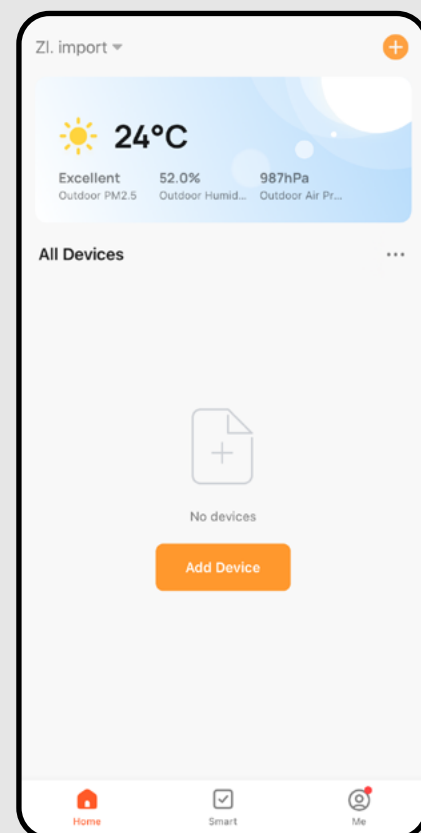 Zl. import
24°C
Excellent 52.0% 987hPa
Outdoor PM2.5 Outdoor Humid... Outdoor Air Pr...
All Devices
No devices
Add Device
Home Smart Me